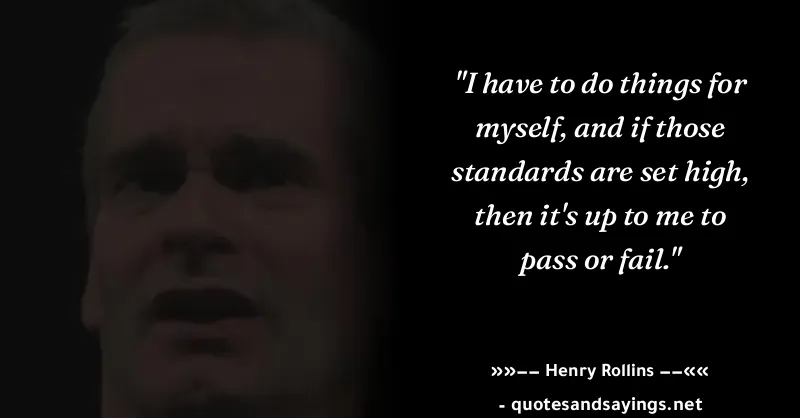 "I have to do things for
myself, and if those
standards are set high,
then it's up to me to
pass or fail."
»»−− Henry Rollins −−««
- quotesandsayings.net